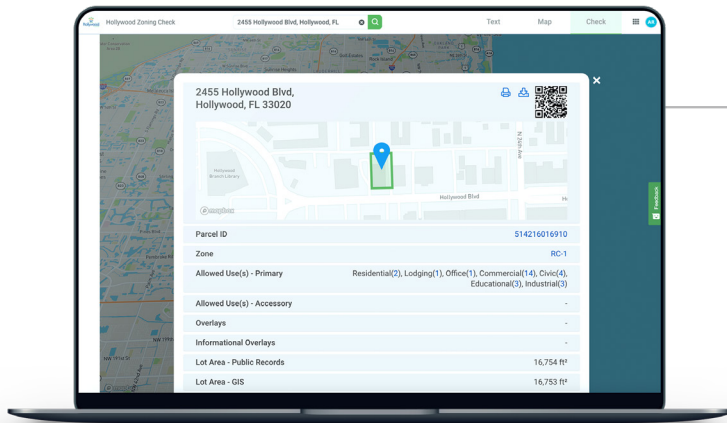 Hollywood Zoning Check
2455 Hollywood Blvd, Hollywood, FL
Text
Map
Check
AK
2455 Hollywood Blvd,
Hollywood, FL 33020
Hollywood
Branch Library
N 24th Ave
Hollywood Blvd
mapbox
Feedback
Parcel ID 514216016910
Zone RC-1
Allowed Use(s) - Primary Residential(2), Lodging(1), Office(1), Commercial(14), Civic(4),
Educational(3), Industrial(3)
Allowed Use(s) - Accessory -
Overlays -
Informational Overlays -
Lot Area - Public Records 16,754 ft²
Lot Area - GIS 16,753 ft²